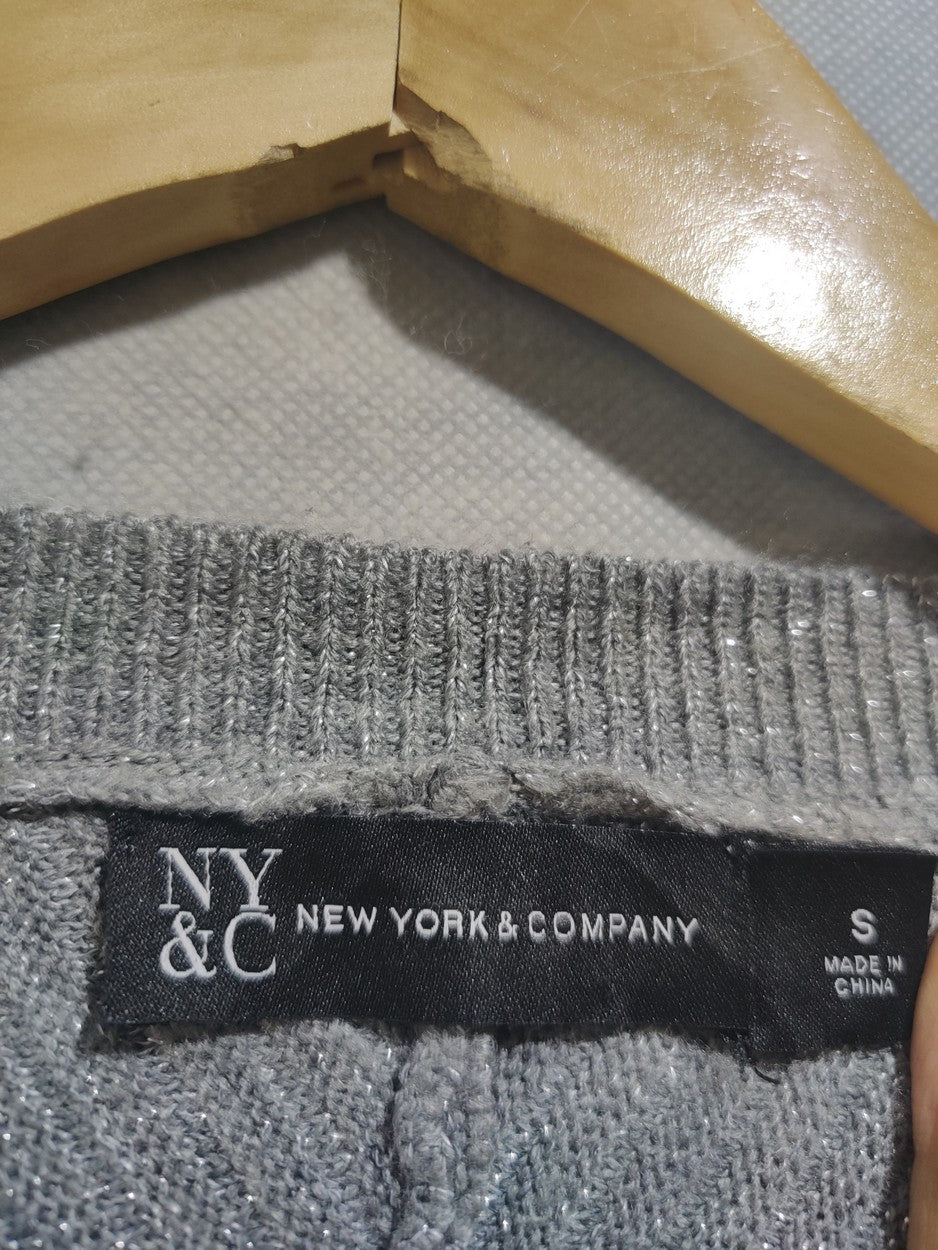 NY
&C
NEW YORK & COMPANY
S
MADE IN
CHINA